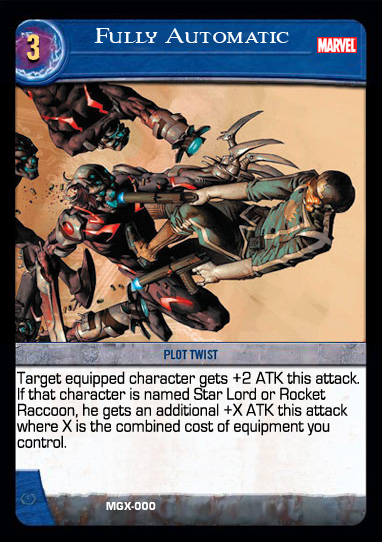 3
Fully Automatic
MARVEL
PLOT TWIST
Target equipped character gets +2 ATK this attack.
If that character is named Star Lord or Rocket
Raccoon, he gets an additional +X ATK this attack
where X is the combined cost of equipment you
control.
MGX-000